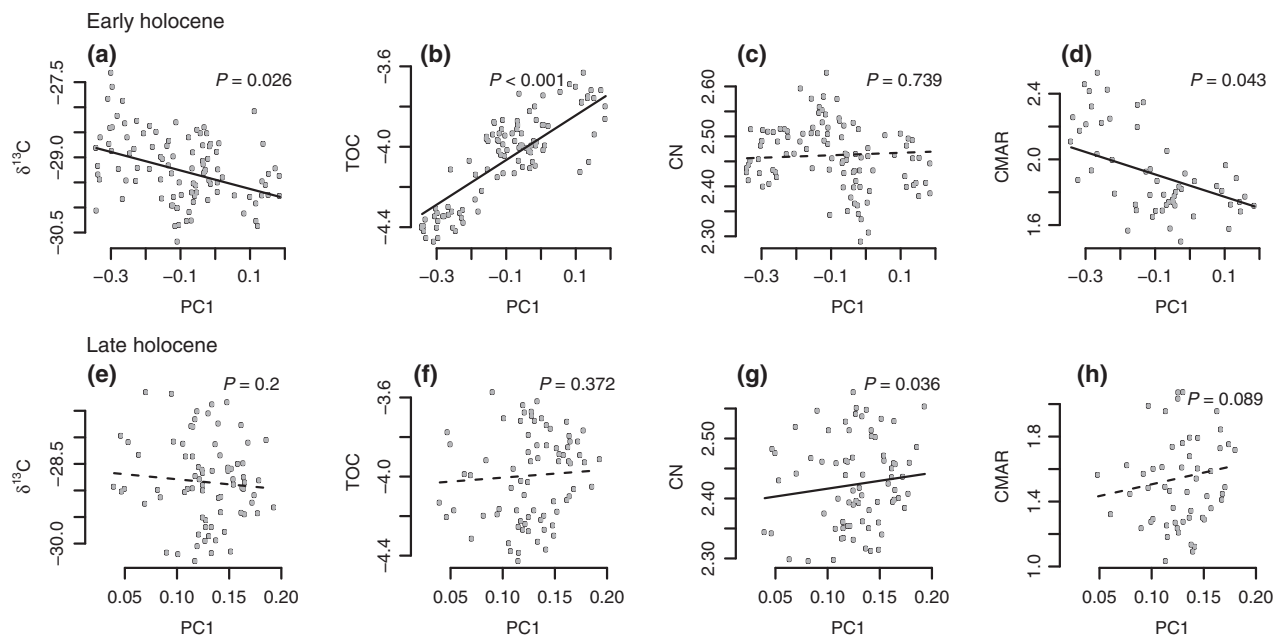 Early holocene
(a)
P = 0.026
δ13C
−27.5
−29.0
−30.5
−0.3
−0.1
0.1
PC1
(b)
P < 0.001
TOC
−3.6
−4.0
−4.4
−0.3
−0.1
0.1
PC1
(c)
P = 0.739
CN
2.60
2.50
2.40
2.30
−0.3
−0.1
0.1
PC1
(d)
P = 0.043
CMAR
2.4
2.0
1.6
−0.3
−0.1
0.1
PC1
Late holocene
(e)
P = 0.2
δ13C
−28.5
−30.0
0.05
0.10
0.15
0.20
PC1
(f)
P = 0.372
TOC
−3.6
−4.0
−4.4
0.05
0.10
0.15
0.20
PC1
(g)
P = 0.036
CN
2.50
2.40
2.30
0.05
0.10
0.15
0.20
PC1
(h)
P = 0.089
CMAR
1.8
1.4
1.0
0.05
0.10
0.15
0.20
PC1